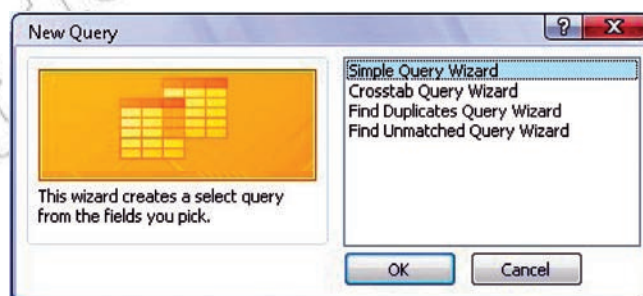 New Query
?
X
Simple Query Wizard
Crosstab Query Wizard
Find Duplicates Query Wizard
Find Unmatched Query Wizard
This wizard creates a select query
from the fields you pick.
OK
Cancel